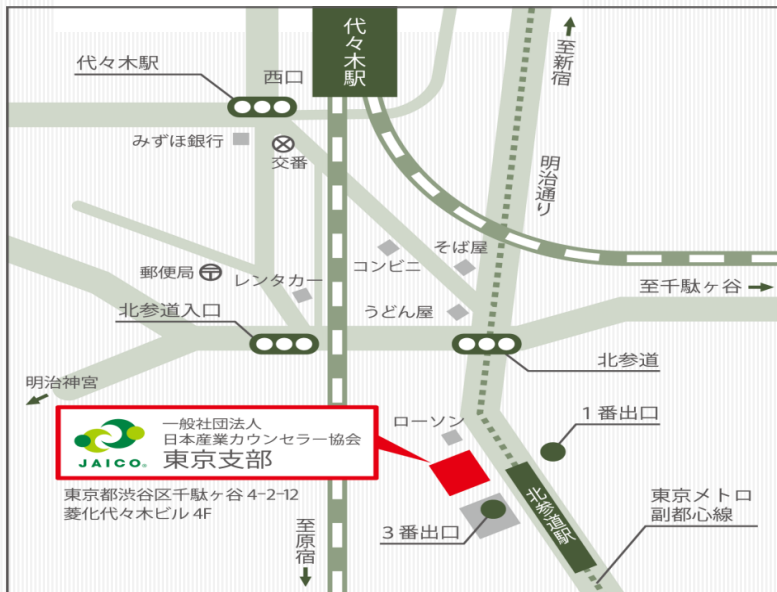 代々木駅
至新宿
代々木駅
西口
みずほ銀行
交番
明治通り
そば屋
コンビニ
郵便局
レンタカー
至千駄ヶ谷
うどん屋
北参道入口
北参道
明治神宮
ローソン
1番出口
一般社団法人
日本産業カウンセラー協会
東京支部
JAICO®
東京都渋谷区千駄ヶ谷 4-2-12
菱化代々木ビル 4F
北参道駅
東京メトロ
副都心線
3番出口
至原宿